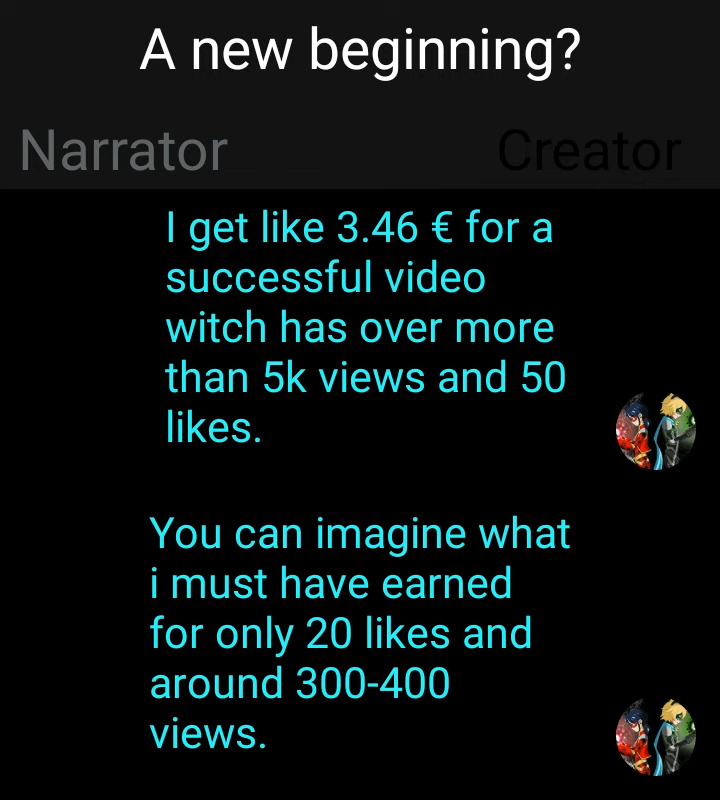 A new beginning?
Narrator Creator
I get like 3.46 € for a
successful video
witch has over more
than 5k views and 50
likes.
You can imagine what
i must have earned
for only 20 likes and
around 300-400
views.